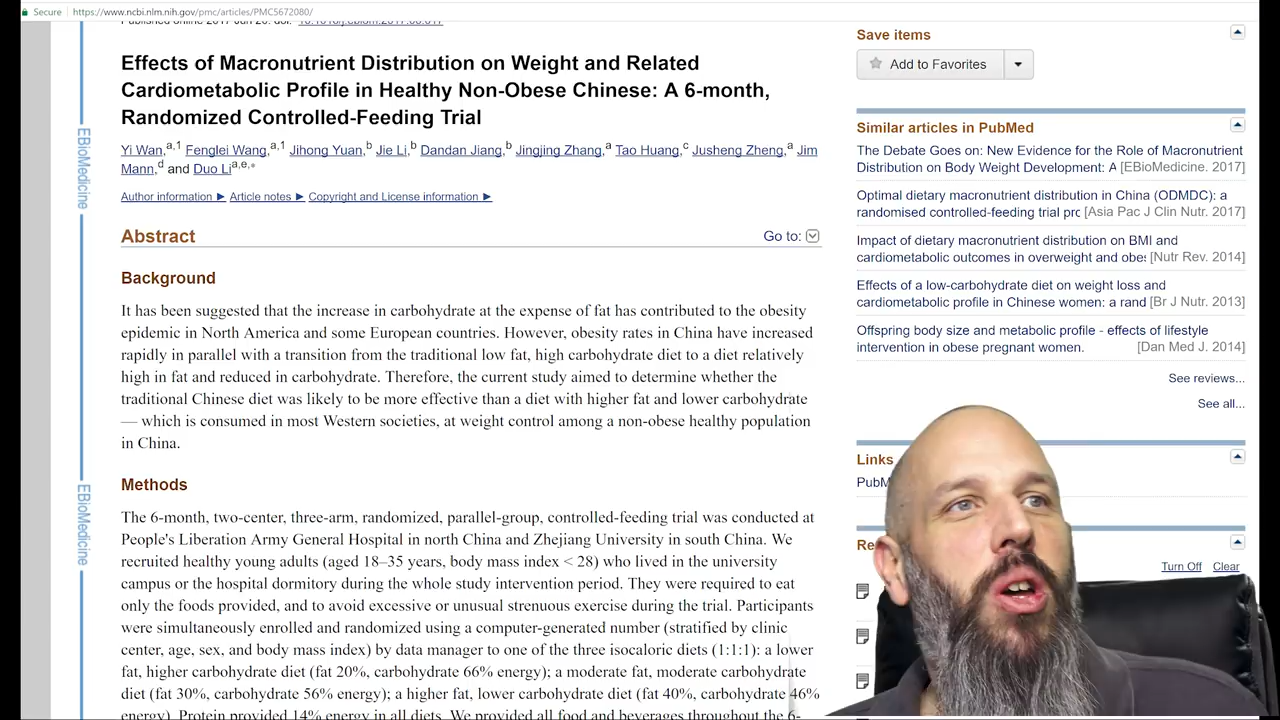 Secure
https://www.ncbi.nlm.nih.gov/pmc/articles/PMC5672080/
Effects of Macronutrient Distribution on Weight and Related
Cardiometabolic Profile in Healthy Non-Obese Chinese: A 6-month,
Randomized Controlled-Feeding Trial
Yi Wan,a,1 Fenglei Wang,a,1 Jihong Yuan,b Jie Li,b Dandan Jiang,b Jingjing Zhang,a Tao Huang,c Jusheng Zheng,a Jim
Mann,d and Duo Lia,e,*
Author information ► Article notes ► Copyright and License information ►
EBioMedicine
Abstract
Go to:
Background
It has been suggested that the increase in carbohydrate at the expense of fat has contributed to the obesity
epidemic in North America and some European countries. However, obesity rates in China have increased
rapidly in parallel with a transition from the traditional low fat, high carbohydrate diet to a diet relatively
high in fat and reduced in carbohydrate. Therefore, the current study aimed to determine whether the
traditional Chinese diet was likely to be more effective than a diet with higher fat and lower carbohydrate
— which is consumed in most Western societies, at weight control among a non-obese healthy population
in China.
EBioMedicine
Methods
The 6-month, two-center, three-arm, randomized, parallel-group, controlled-feeding trial was conducted at
People's Liberation Army General Hospital in north China and Zhejiang University in south China. We
recruited healthy young adults (aged 18–35 years, body mass index < 28) who lived in the university
campus or the hospital dormitory during the whole study intervention period. They were required to eat
only the foods provided, and to avoid excessive or unusual strenuous exercise during the trial. Participants
were simultaneously enrolled and randomized using a computer-generated number (stratified by clinic
center, age, sex, and body mass index) by data manager to one of the three isocaloric diets (1:1:1): a lower
fat, higher carbohydrate diet (fat 20%, carbohydrate 66% energy); a moderate fat, moderate carbohydrate
diet (fat 30%, carbohydrate 56% energy); a higher fat, lower carbohydrate diet (fat 40%, carbohydrate 46%
energy). Protein provided 14% energy in all diets. We provided all food and beverages throughout the 6-
Save items
Add to Favorites
Similar articles in PubMed
The Debate Goes on: New Evidence for the Role of Macronutrient
Distribution on Body Weight Development: A [EBioMedicine. 2017]
Optimal dietary macronutrient distribution in China (ODMDC): a
randomised controlled-feeding trial prc [Asia Pac J Clin Nutr. 2017]
Impact of dietary macronutrient distribution on BMI and
cardiometabolic outcomes in overweight and obe: [Nutr Rev. 2014]
Effects of a low-carbohydrate diet on weight loss and
cardiometabolic profile in Chinese women: a rand [Br J Nutr. 2013]
Offspring body size and metabolic profile - effects of lifestyle
intervention in obese pregnant women. [Dan Med J. 2014]
See reviews...
See all...
Links
PubM
Re
Turn Off Clear